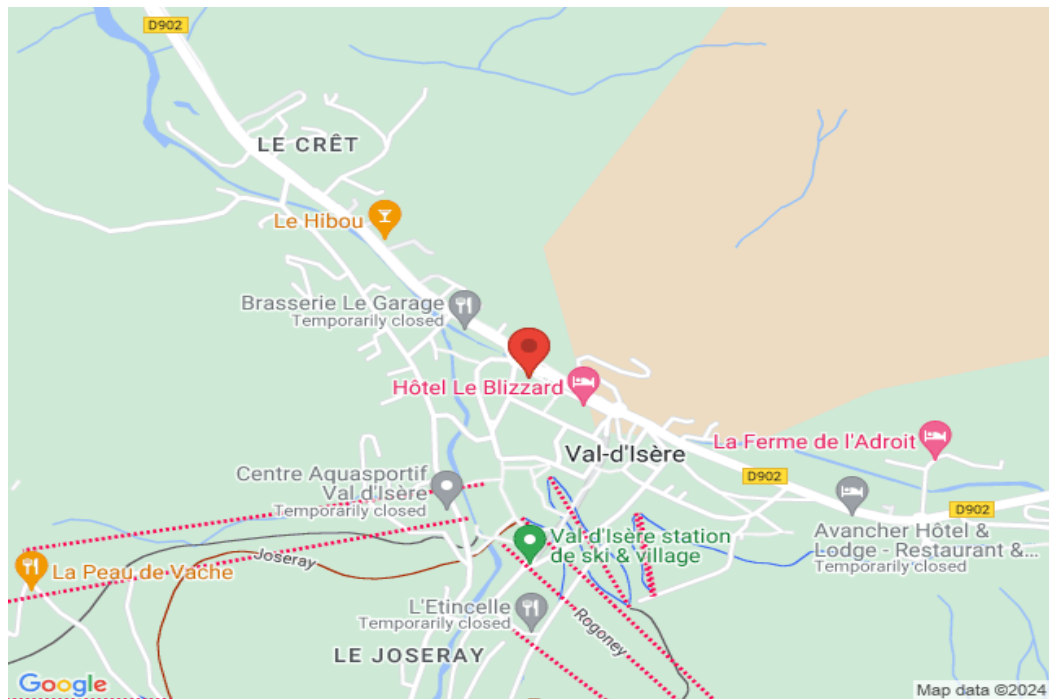 D902
LE CRÊT
Le Hibou
Brasserie Le Garage
Temporarily closed
Hôtel Le Blizzard
La Ferme de l'Adroit
Val-d'Isère
D902
Centre Aquasportif
Val d'Isère
Temporarily closed
D902
Avancher Hôtel &
Lodge - Restaurant &...
Temporarily closed
Val d'Isère station
de ski & village
Joseray
La Peau de Vache
L'Etincelle
Temporarily closed
Rogoney
LE JOSERAY
Google
Map data ©2024